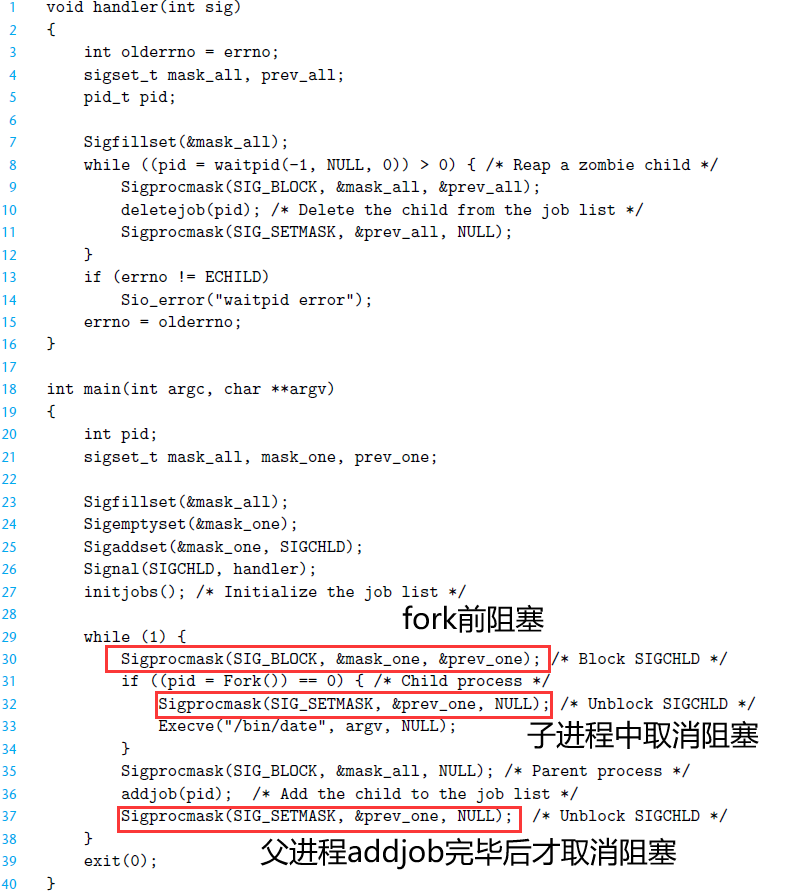 1 void handler(int sig)
2 {
3     int olderrno = errno;
4     sigset_t mask_all, prev_all;
5     pid_t pid;
6
7     Sigfillset(&mask_all);
8     while ((pid = waitpid(-1, NULL, 0)) > 0) { /* Reap a zombie child */
9         Sigprocmask(SIG_BLOCK, &mask_all, &prev_all);
10         deletejob(pid); /* Delete the child from the job list */
11         Sigprocmask(SIG_SETMASK, &prev_all, NULL);
12     }
13     if (errno != ECHILD)
14         Sio_error("waitpid error");
15     errno = olderrno;
16 }
17
18 int main(int argc, char **argv)
19 {
20     int pid;
21     sigset_t mask_all, mask_one, prev_one;
22
23     Sigfillset(&mask_all);
24     Sigemptyset(&mask_one);
25     Sigaddset(&mask_one, SIGCHLD);
26     Signal(SIGCHLD, handler);
27     initjobs(); /* Initialize the job list */
28
fork前阻塞
29     while (1) {
30         Sigprocmask(SIG_BLOCK, &mask_one, &prev_one); /* Block SIGCHLD */
31         if ((pid = Fork()) == 0) { /* Child process */
32             Sigprocmask(SIG_SETMASK, &prev_one, NULL); /* Unblock SIGCHLD */
33             Execve("/bin/date", argv, NULL);
子进程中取消阻塞
34         }
35         Sigprocmask(SIG_BLOCK, &mask_all, NULL); /* Parent process */
36         addjob(pid);  /* Add the child to the job list */
37         Sigprocmask(SIG_SETMASK, &prev_one, NULL);  /* Unblock SIGCHLD */
38     }
父进程addjob完毕后才取消阻塞
39     exit(0);
40 }